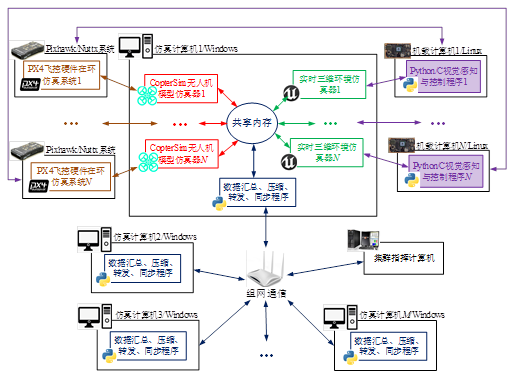 Pixhawk/Nuttx系统
PX4飞控硬件在环
仿真系统1
PX4
...
Pixhawk/Nuttx系统
PX4飞控硬件在环
仿真系统N
PX4
仿真计算机1/Windows
CopterSim无人机
模型仿真器1
...
CopterSim无人机
模型仿真器N
共享内存
实时三维环境仿
真器1
...
实时三维环境仿
真器N
数据汇总、压缩、
转发、同步程序
机载计算机1/Linux
Python/C视觉感知
与控制程序1
...
机载计算机N/Linux
Python/C视觉感知
与控制程序N
仿真计算机2/Windows
数据汇总、压缩、
转发、同步程序
组网通信
集群指挥计算机
仿真计算机3/Windows
数据汇总、压缩、
转发、同步程序
...
仿真计算机M/Windows
数据汇总、压缩、
转发、同步程序